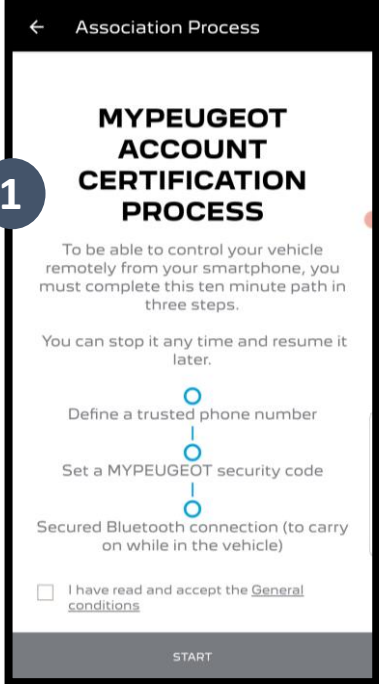 Association Process
MYPEUGEOT
ACCOUNT
CERTIFICATION
PROCESS
1
To be able to control your vehicle
remotely from your smartphone, you
must complete this ten minute path in
three steps.
You can stop it any time and resume it
later.
Define a trusted phone number
Set a MYPEUGEOT security code
Secured Bluetooth connection (to carry
on while in the vehicle)
I have read and accept the General
conditions
START